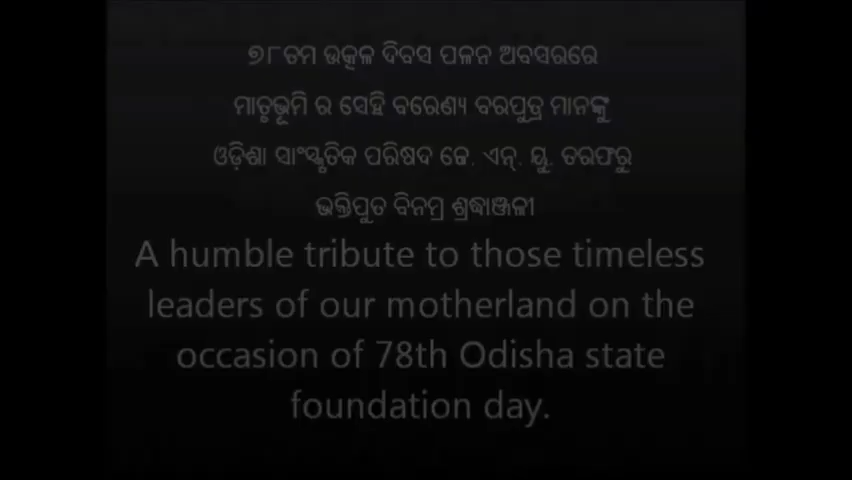 ୭୮ତମ ଉତ୍କଳ ଦିବସ ପାଳନ ଅବସରରେ
ମାତୃଭୂମି ର ସେହି ବରେଣ୍ୟ ବରପୁତ୍ର ମାନଙ୍କୁ
ଓଡ଼ିଶା ସାଂସ୍କୃତିକ ପରିଷଦ ଜେ. ଏନ୍. ୟୁ. ତରଫରୁ
ଭକ୍ତିପୁତ ବିନମ୍ର ଶ୍ରଦ୍ଧାଞ୍ଜଳୀ
A humble tribute to those timeless
leaders of our motherland on the
occasion of 78th Odisha state
foundation day.